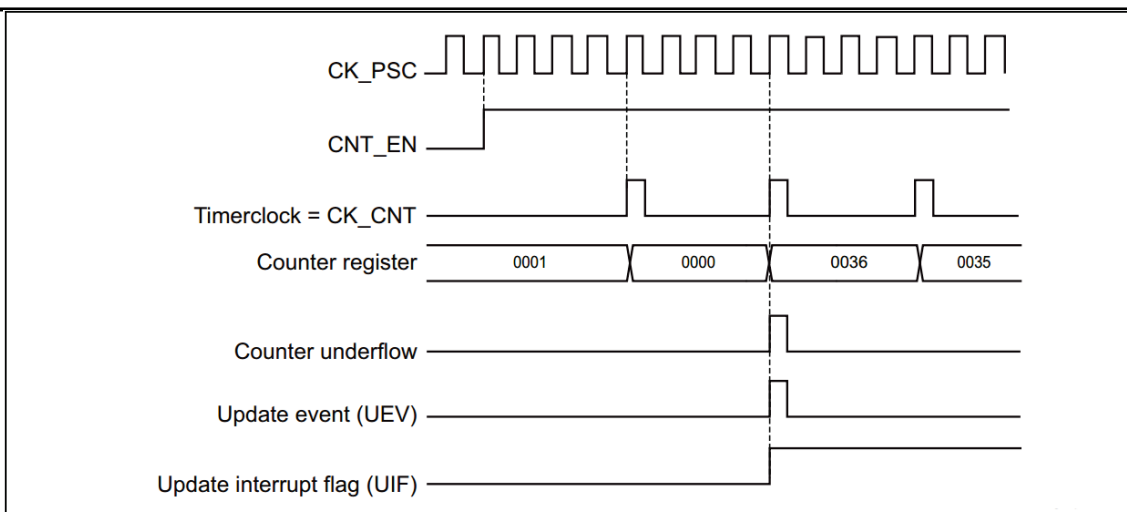 CK_PSC
CNT_EN
Timerclock = CK_CNT
Counter register 0001 0000 0036 0035
Counter underflow
Update event (UEV)
Update interrupt flag (UIF)